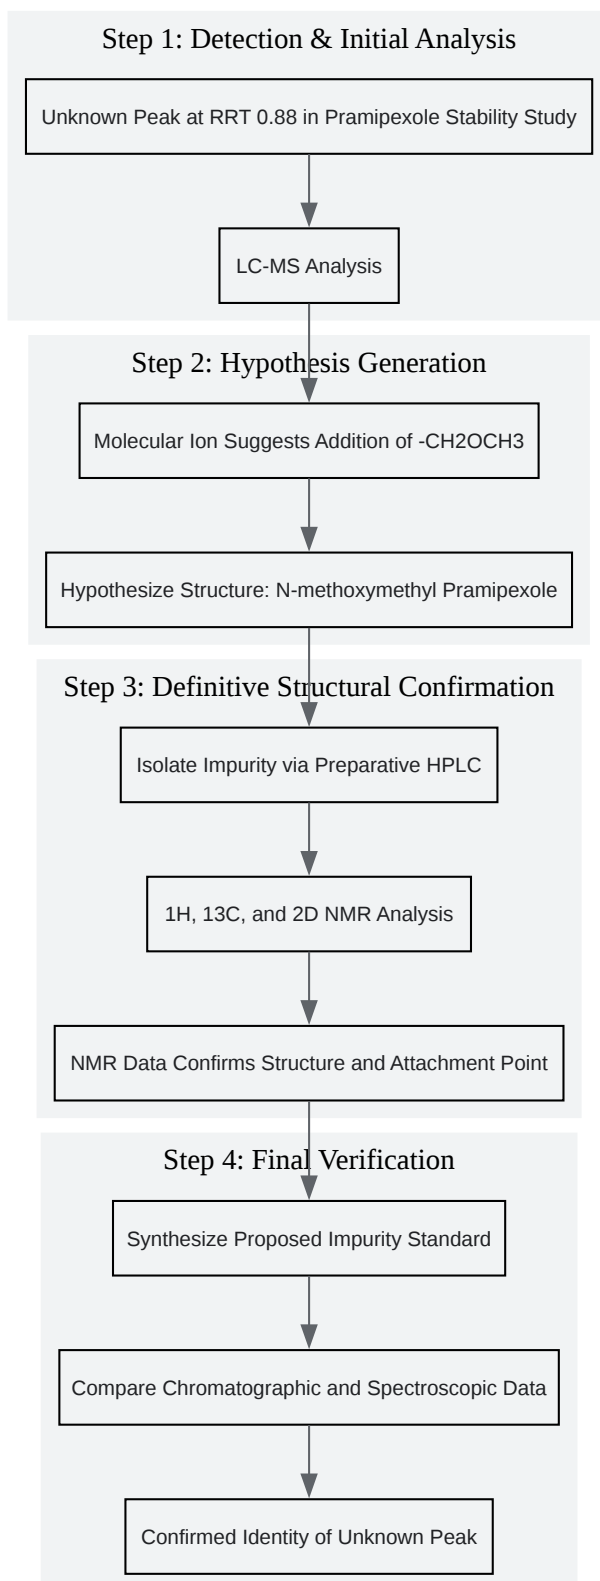 Step 1: Detection & Initial Analysis
Unknown Peak at RRT 0.88 in Pramipexole Stability Study
LC-MS Analysis
Step 2: Hypothesis Generation
Molecular Ion Suggests Addition of -CH2OCH3
Hypothesize Structure: N-methoxymethyl Pramipexole
Step 3: Definitive Structural Confirmation
Isolate Impurity via Preparative HPLC
1H, 13C, and 2D NMR Analysis
NMR Data Confirms Structure and Attachment Point
Step 4: Final Verification
Synthesize Proposed Impurity Standard
Compare Chromatographic and Spectroscopic Data
Confirmed Identity of Unknown Peak